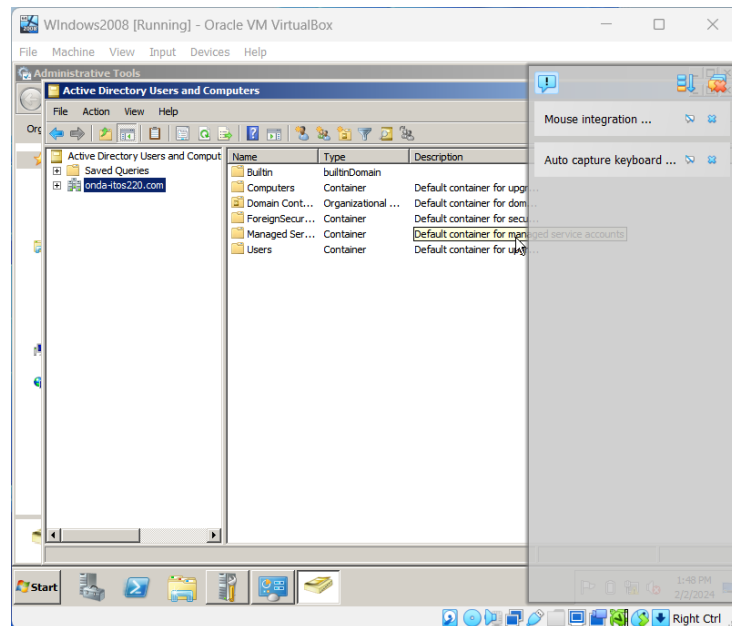 WIndows2008 [Running] - Oracle VM VirtualBox
File Machine View Input Devices Help
Administrative Tools
Active Directory Users and Computers
File Action View Help
Org
Active Directory Users and Comput
Saved Queries
onda-itos220.com
Name Type Description
Builtin builtinDomain
Computers Container Default container for upgr...
Domain Cont... Organizational ... Default container for dom...
ForeignSecur... Container Default container for secu...
Managed Ser... Container Default container for managed service accounts
Users Container Default container for upgr...
Mouse integration ...
Auto capture keyboard ...
Start
1:48 PM
2/2/2024
Right Ctrl